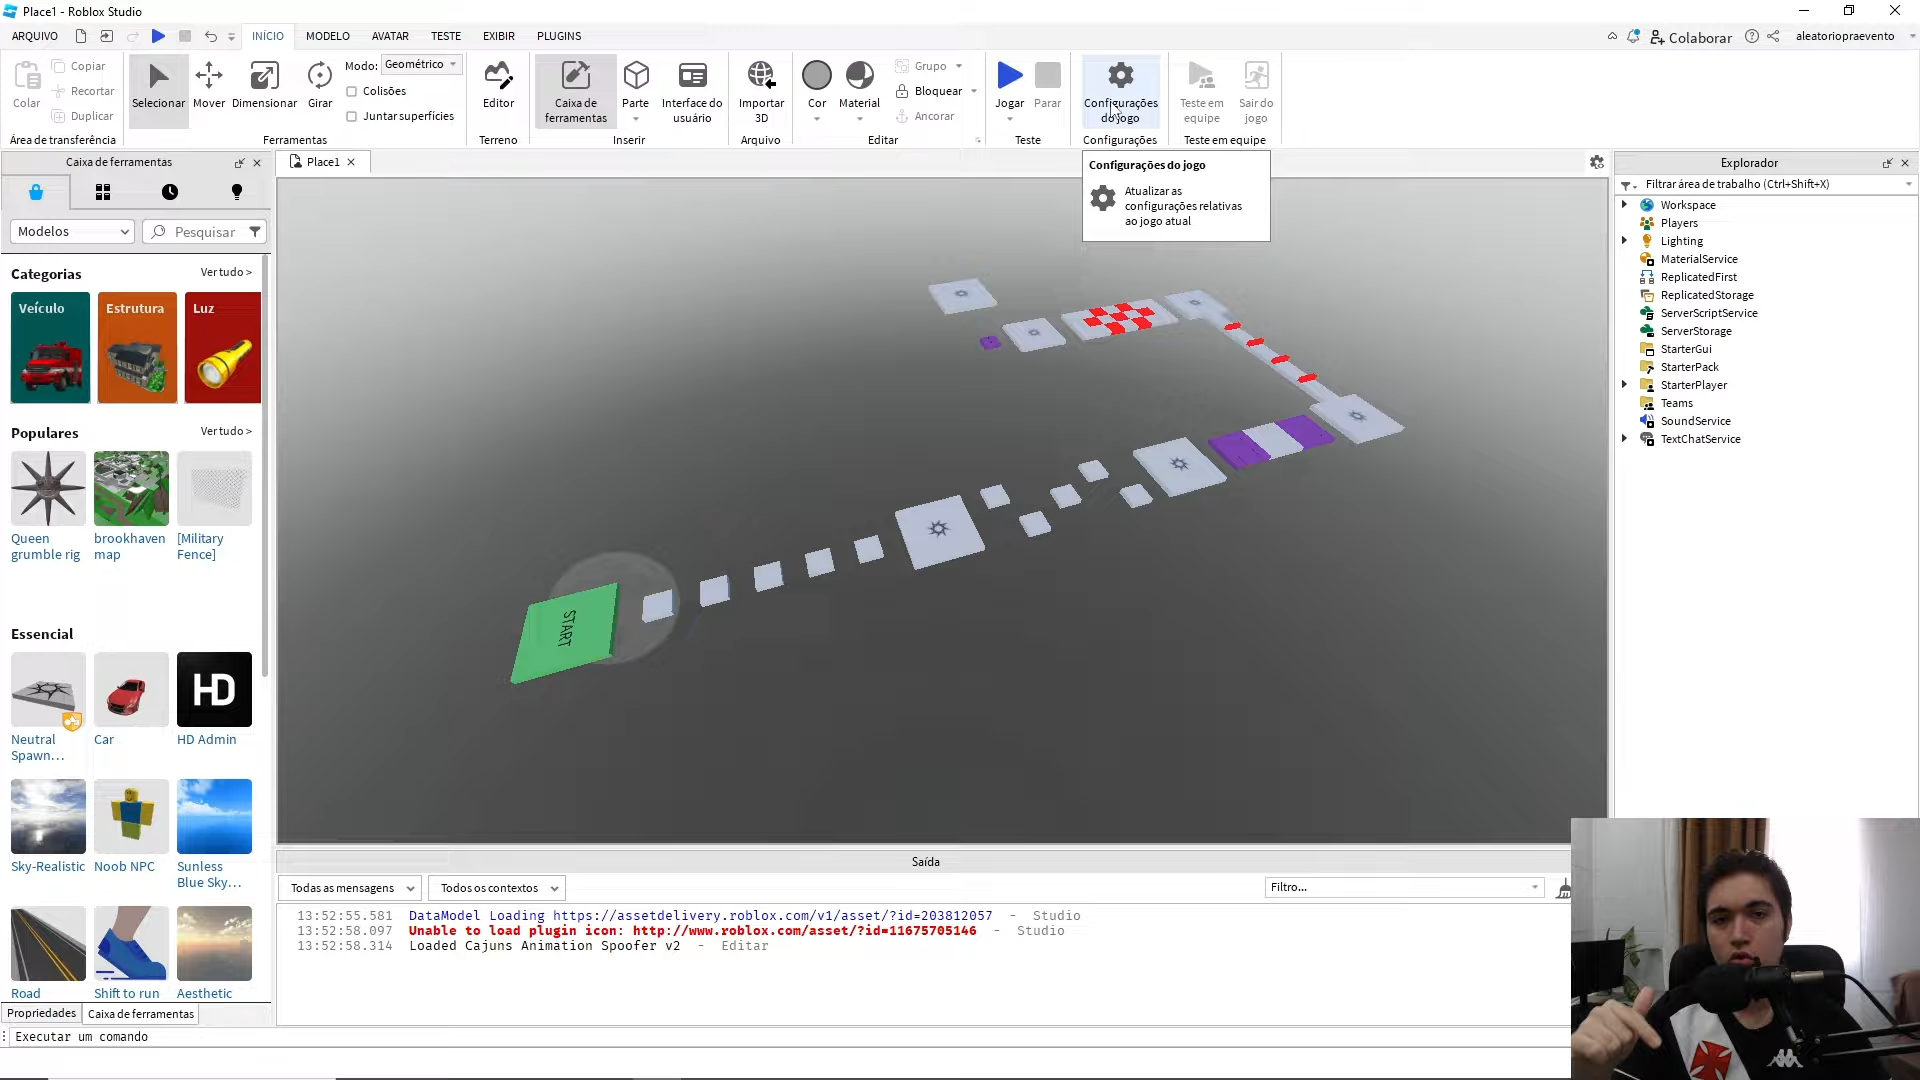 Place1 - Roblox Studio
ARQUIVO
INÍCIO
MODELO
AVATAR
TESTE
EXIBIR
PLUGINS
Colaborar
aleatoriopraevento
Colar
Copiar
Recortar
Duplicar
Área de transferência
Selecionar
Mover
Dimensionar
Girar
Modo:
Geométrico
Colisões
Juntar superfícies
Ferramentas
Editor
Terreno
Caixa de
ferramentas
Parte
Interface do
usuário
Inserir
Importar
3D
Arquivo
Cor
Material
Grupo
Bloquear
Ancorar
Editar
Jogar
Parar
Teste
Configurações
do jogo
Configurações
Teste em
equipe
Sair do
jogo
Teste em equipe
Configurações do jogo
Atualizar as
configurações relativas
ao jogo atual
Caixa de ferramentas
Modelos
Pesquisar
Categorias
Ver tudo >
Veículo
Estrutura
Luz
Populares
Ver tudo >
Queen
grumble rig
brookhaven
map
[Military
Fence]
Essencial
HD
Neutral
Spawn...
Car
HD Admin
Sky-Realistic
Noob NPC
Sunless
Blue Sky...
Road
Shift to run
Aesthetic
Propriedades
Caixa de ferramentas
Executar um comando
Place1
START
Saída
Todas as mensagens
Todos os contextos
Filtro...
13:52:55.581 DataModel Loading https://assetdelivery.roblox.com/v1/asset/?id=203812057 - Studio
13:52:58.097 Unable to load plugin icon: http://www.roblox.com/asset/?id=11675705146 - Studio
13:52:58.314 Loaded Cajuns Animation Spoofer v2 - Editar
Explorador
Filtrar área de trabalho (Ctrl+Shift+X)
Workspace
Players
Lighting
MaterialService
ReplicatedFirst
ReplicatedStorage
ServerScriptService
ServerStorage
StarterGui
StarterPack
StarterPlayer
Teams
SoundService
TextChatService